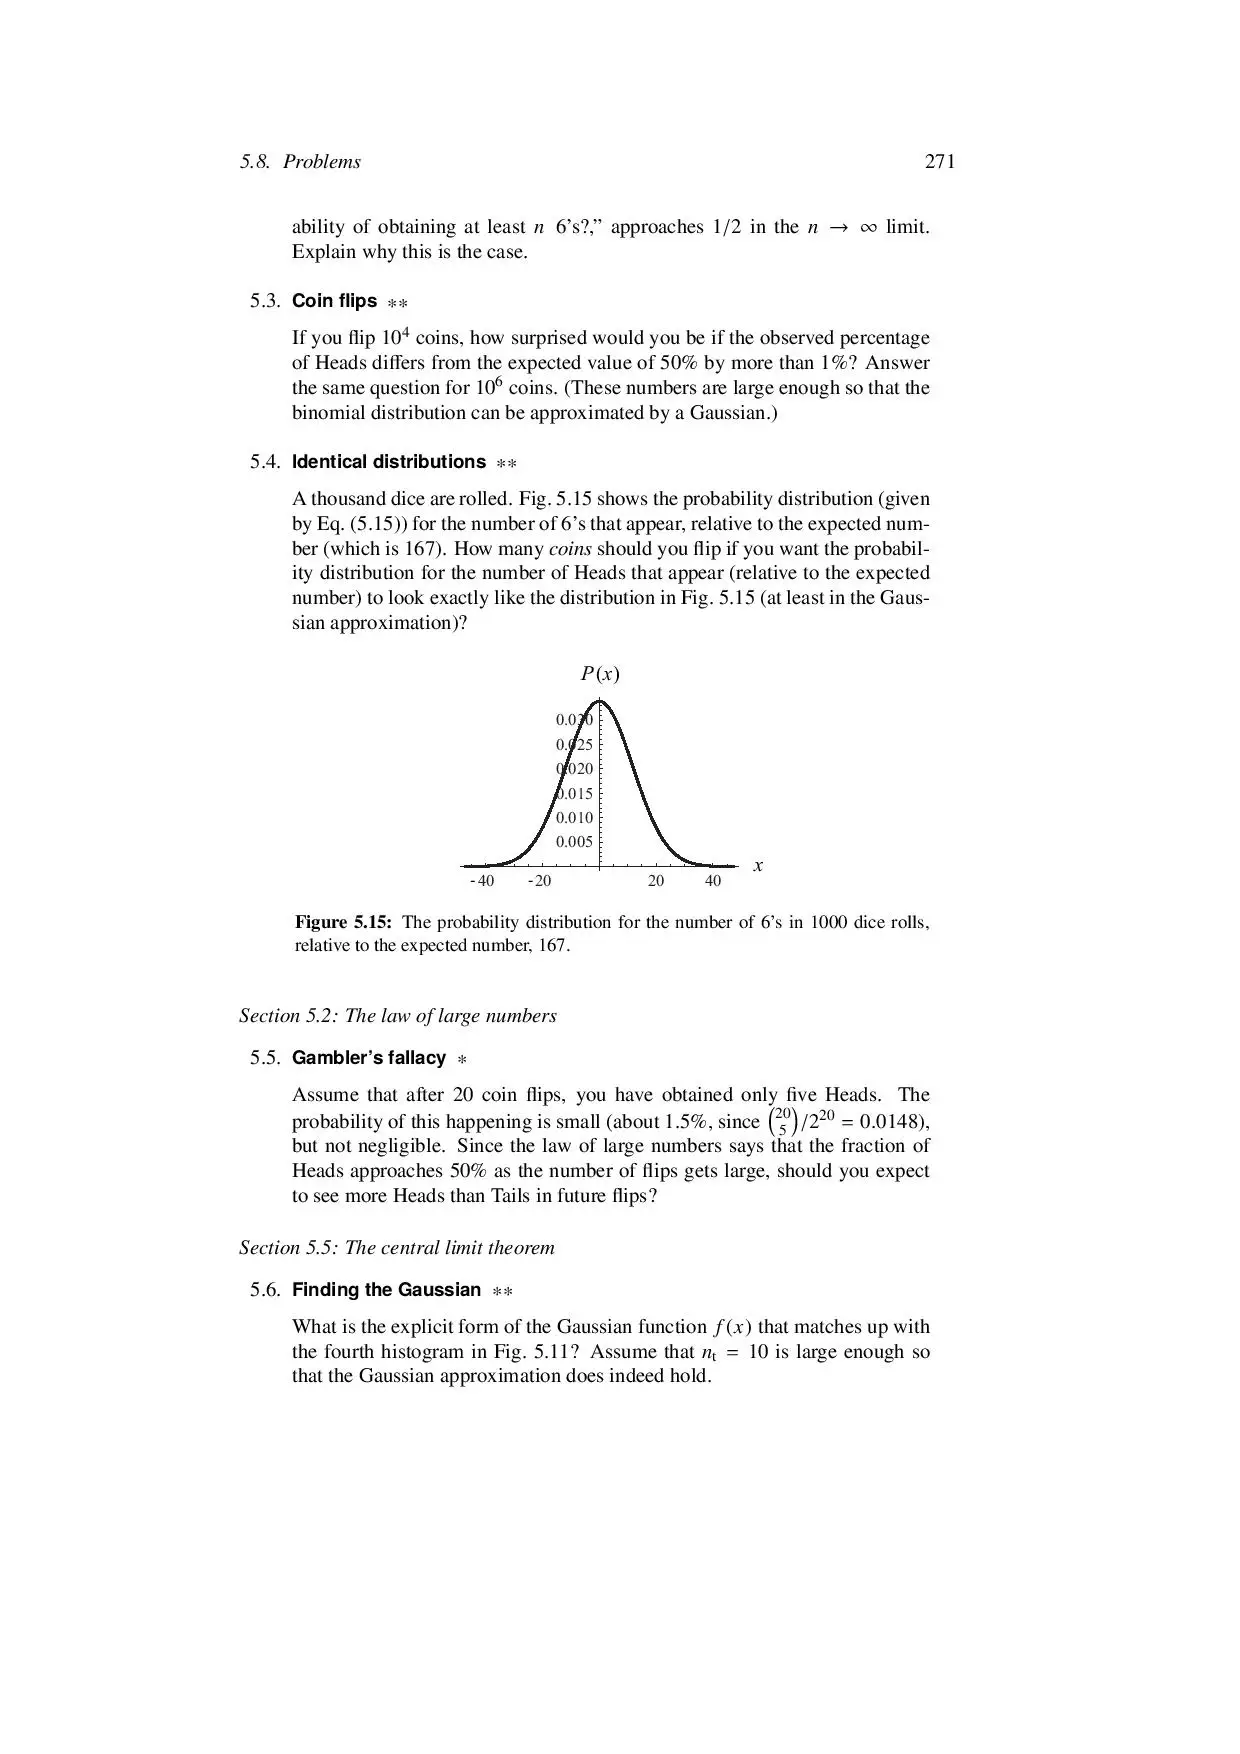 5.8. Problems 271
ability of obtaining at least n 6’s?,” approaches 1/2 in the n → ∞ limit.
Explain why this is the case.
5.3. Coin flips ∗∗
If you flip 10⁴ coins, how surprised would you be if the observed percentage
of Heads differs from the expected value of 50% by more than 1%? Answer
the same question for 10⁶ coins. (These numbers are large enough so that the
binomial distribution can be approximated by a Gaussian.)
5.4. Identical distributions ∗∗
A thousand dice are rolled. Fig. 5.15 shows the probability distribution (given
by Eq. (5.15)) for the number of 6’s that appear, relative to the expected num-
ber (which is 167). How many coins should you flip if you want the probabil-
ity distribution for the number of Heads that appear (relative to the expected
number) to look exactly like the distribution in Fig. 5.15 (at least in the Gaus-
sian approximation)?
P(x)
0.030
0.025
0.020
0.015
0.010
0.005
x
-40 -20 20 40
Figure 5.15: The probability distribution for the number of 6’s in 1000 dice rolls,
relative to the expected number, 167.
Section 5.2: The law of large numbers
5.5. Gambler’s fallacy ∗
Assume that after 20 coin flips, you have obtained only five Heads. The
probability of this happening is small (about 1.5%, since (20 5)/2²⁰ = 0.0148),
but not negligible. Since the law of large numbers says that the fraction of
Heads approaches 50% as the number of flips gets large, should you expect
to see more Heads than Tails in future flips?
Section 5.5: The central limit theorem
5.6. Finding the Gaussian ∗∗
What is the explicit form of the Gaussian function f(x) that matches up with
the fourth histogram in Fig. 5.11? Assume that nₜ = 10 is large enough so
that the Gaussian approximation does indeed hold.